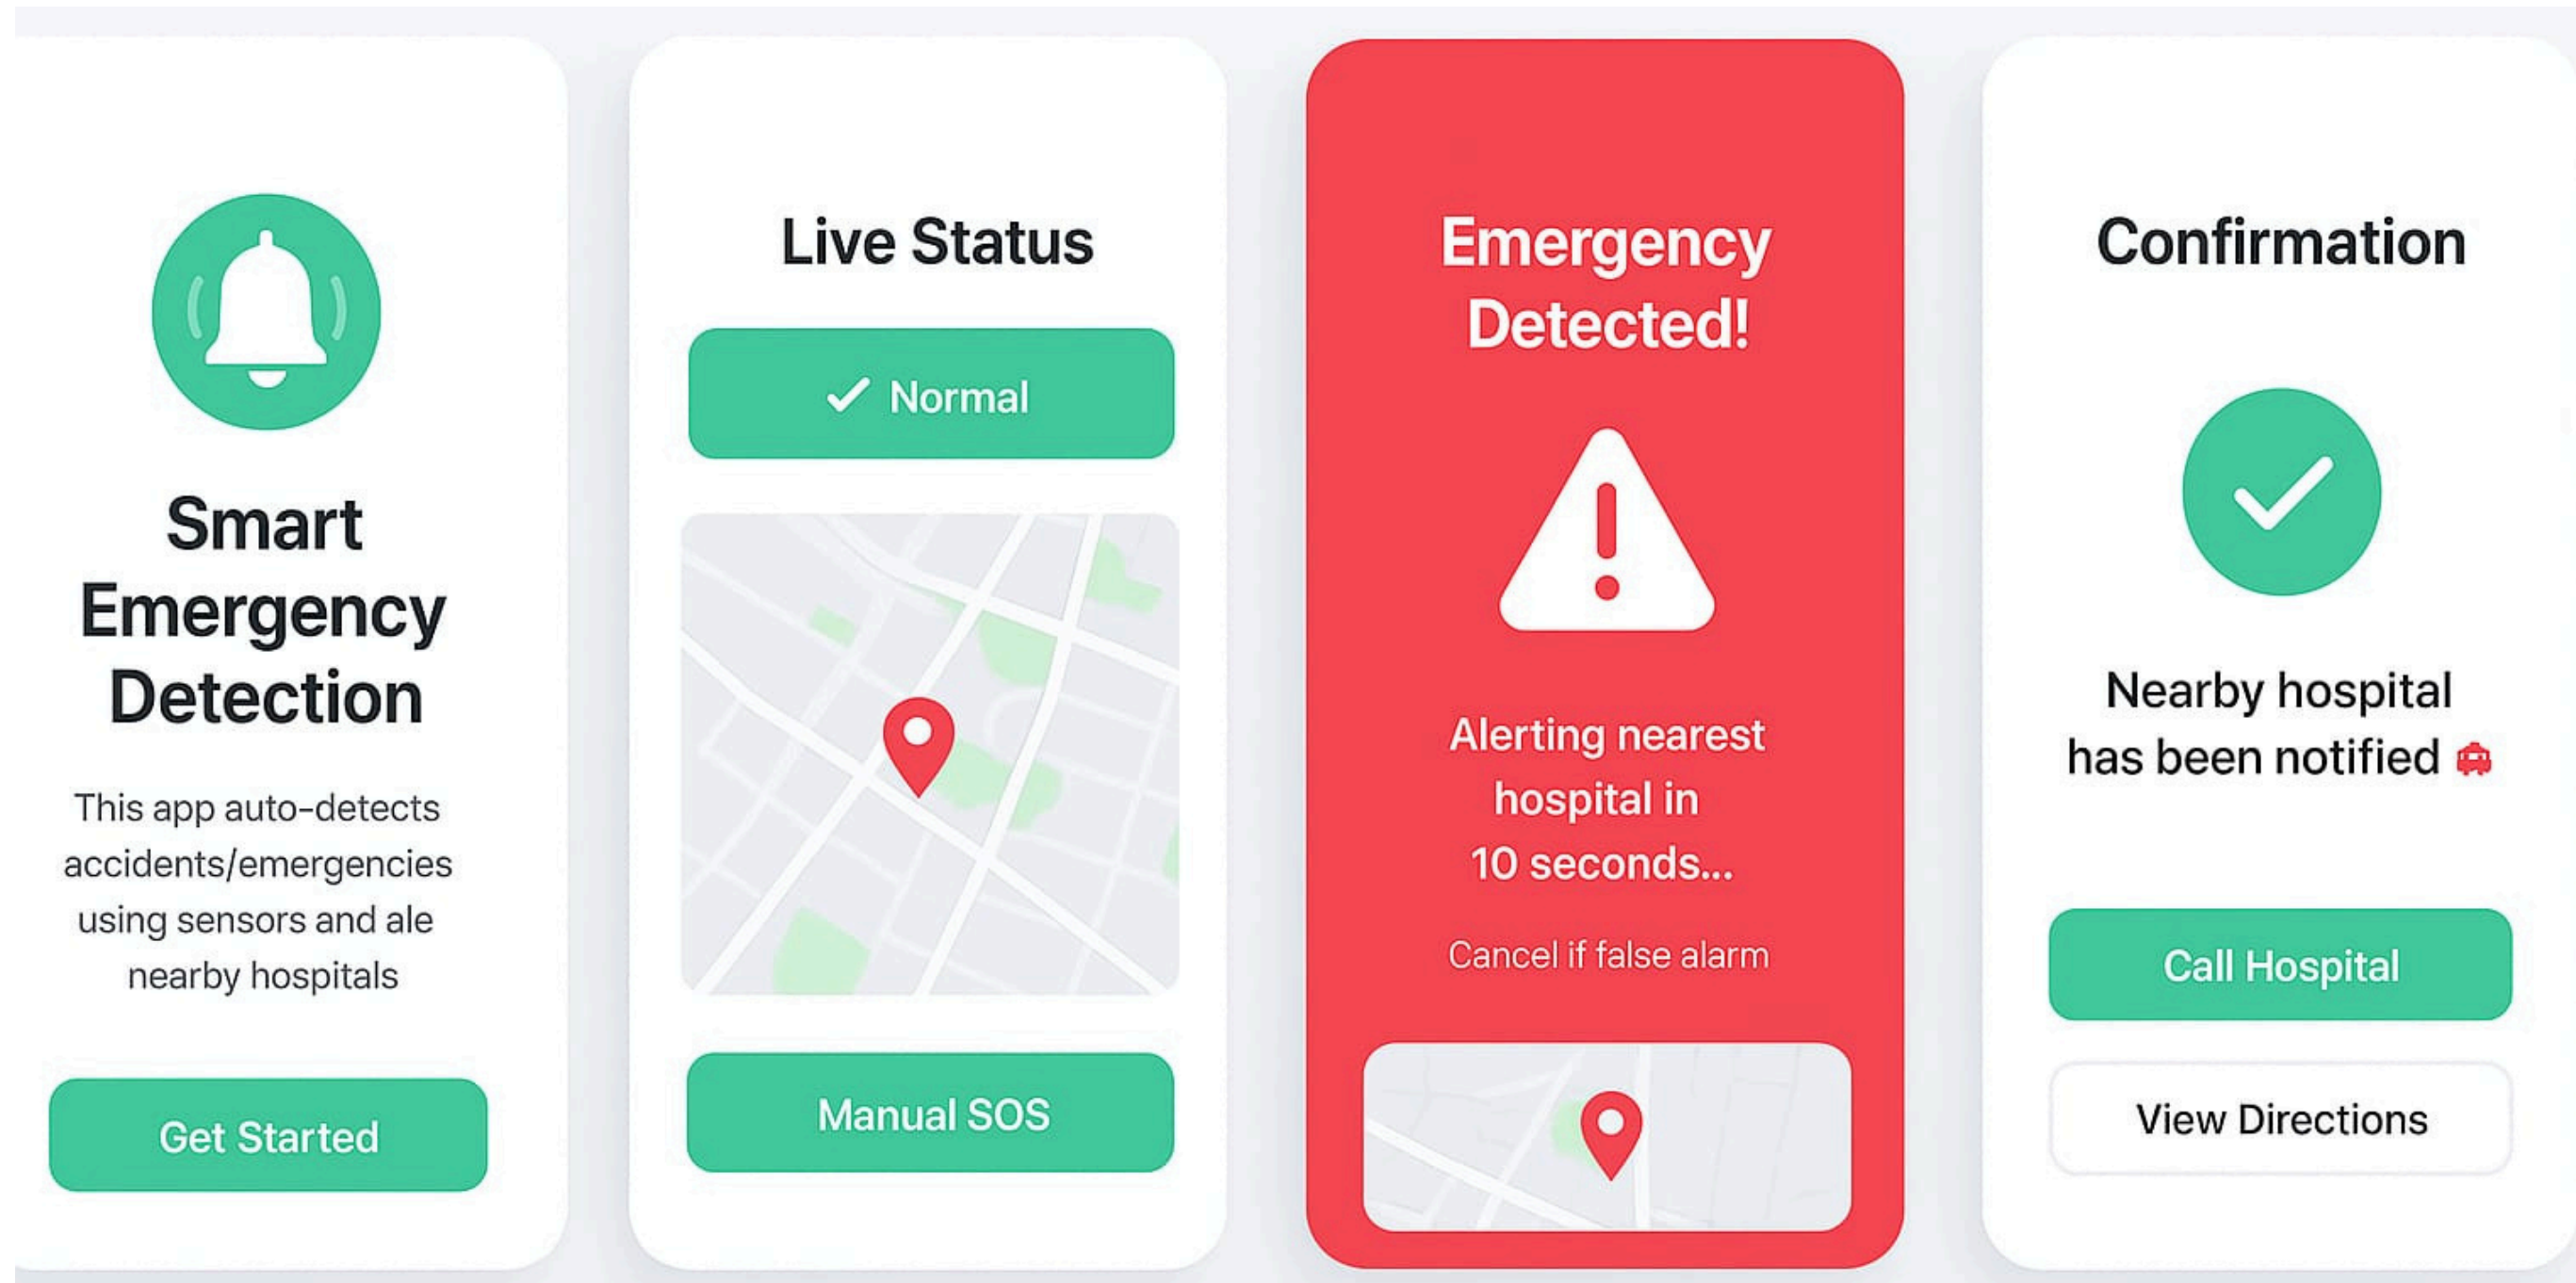 Smart
Emergency
Detection
This app auto-detects
accidents/emergencies
using sensors and ale
nearby hospitals
Get Started
Live Status
Normal
Manual SOS
Emergency
Detected!
Alerting nearest
hospital in
10 seconds...
Cancel if false alarm
Confirmation
Nearby hospital
has been notified
Call Hospital
View Directions